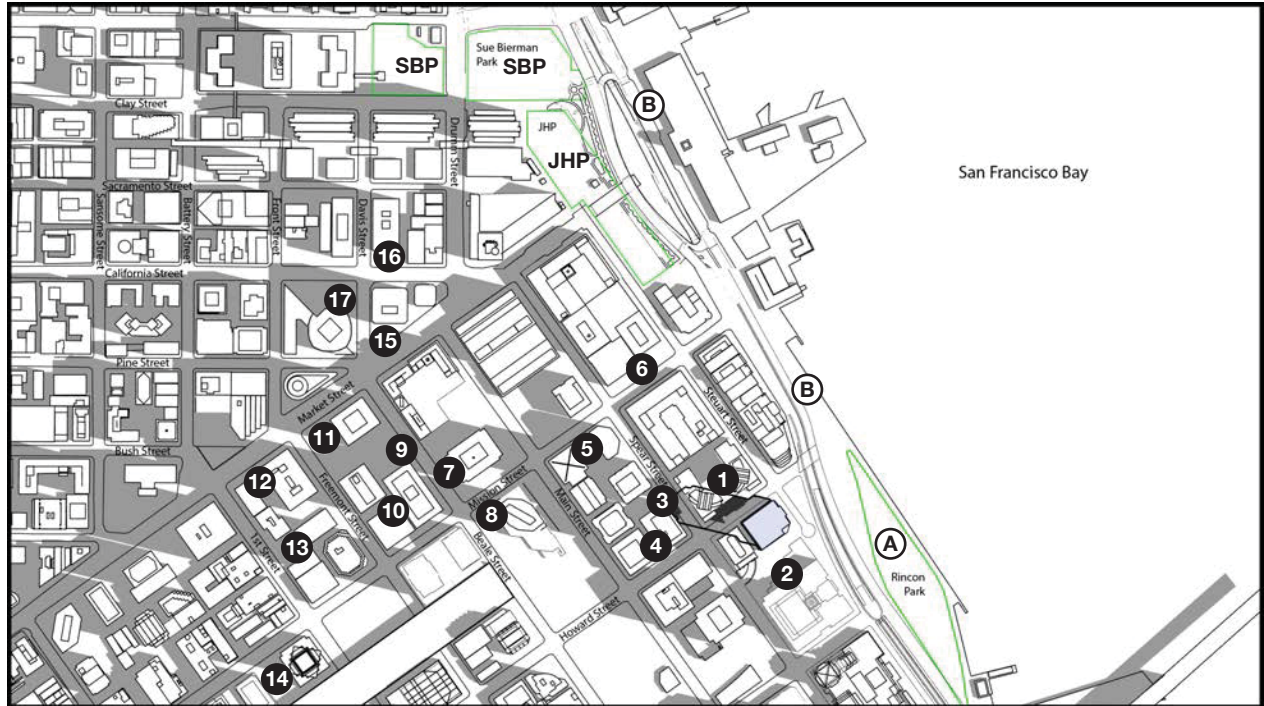 Sue Bierman
Park
SBP
SBP
Clay Street
B
Drumm Street
JHP
JHP
San Francisco Bay
Sacramento Street
Sansome Street
Battery Street
Front Street
Davis Street
16
California Street
17
15
Pine Street
6
B
Steuart Street
Market Street
11
9
5
Spear Street
Bush Street
7
1
12
Freemont Street
Mission Street
3
10
8
Main Street
4
A
13
1st Street
Beale Street
2
Rincon
Park
Howard Street
14